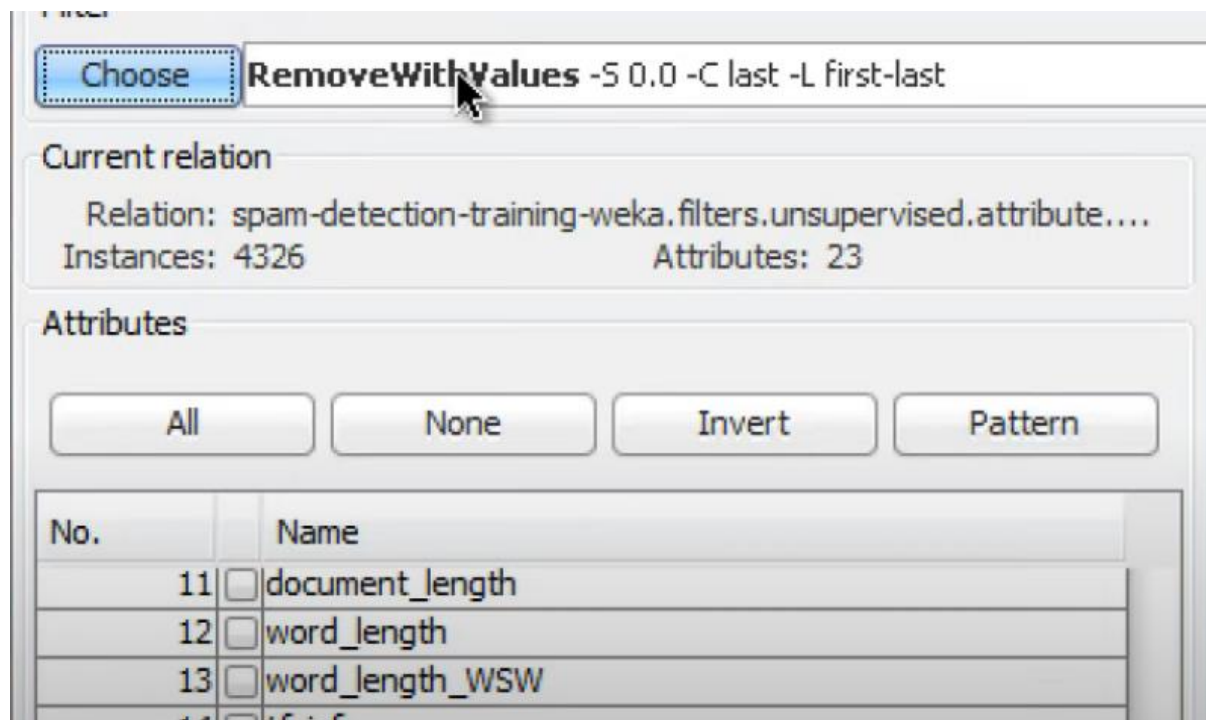 Choose RemoveWithValues -S 0.0 -C last -L first-last
Current relation
Relation: spam-detection-training-weka.filters.unsupervised.attribute....
Instances: 4326 Attributes: 23
Attributes
All None Invert Pattern
No. Name
11 document_length
12 word_length
13 word_length_WSW